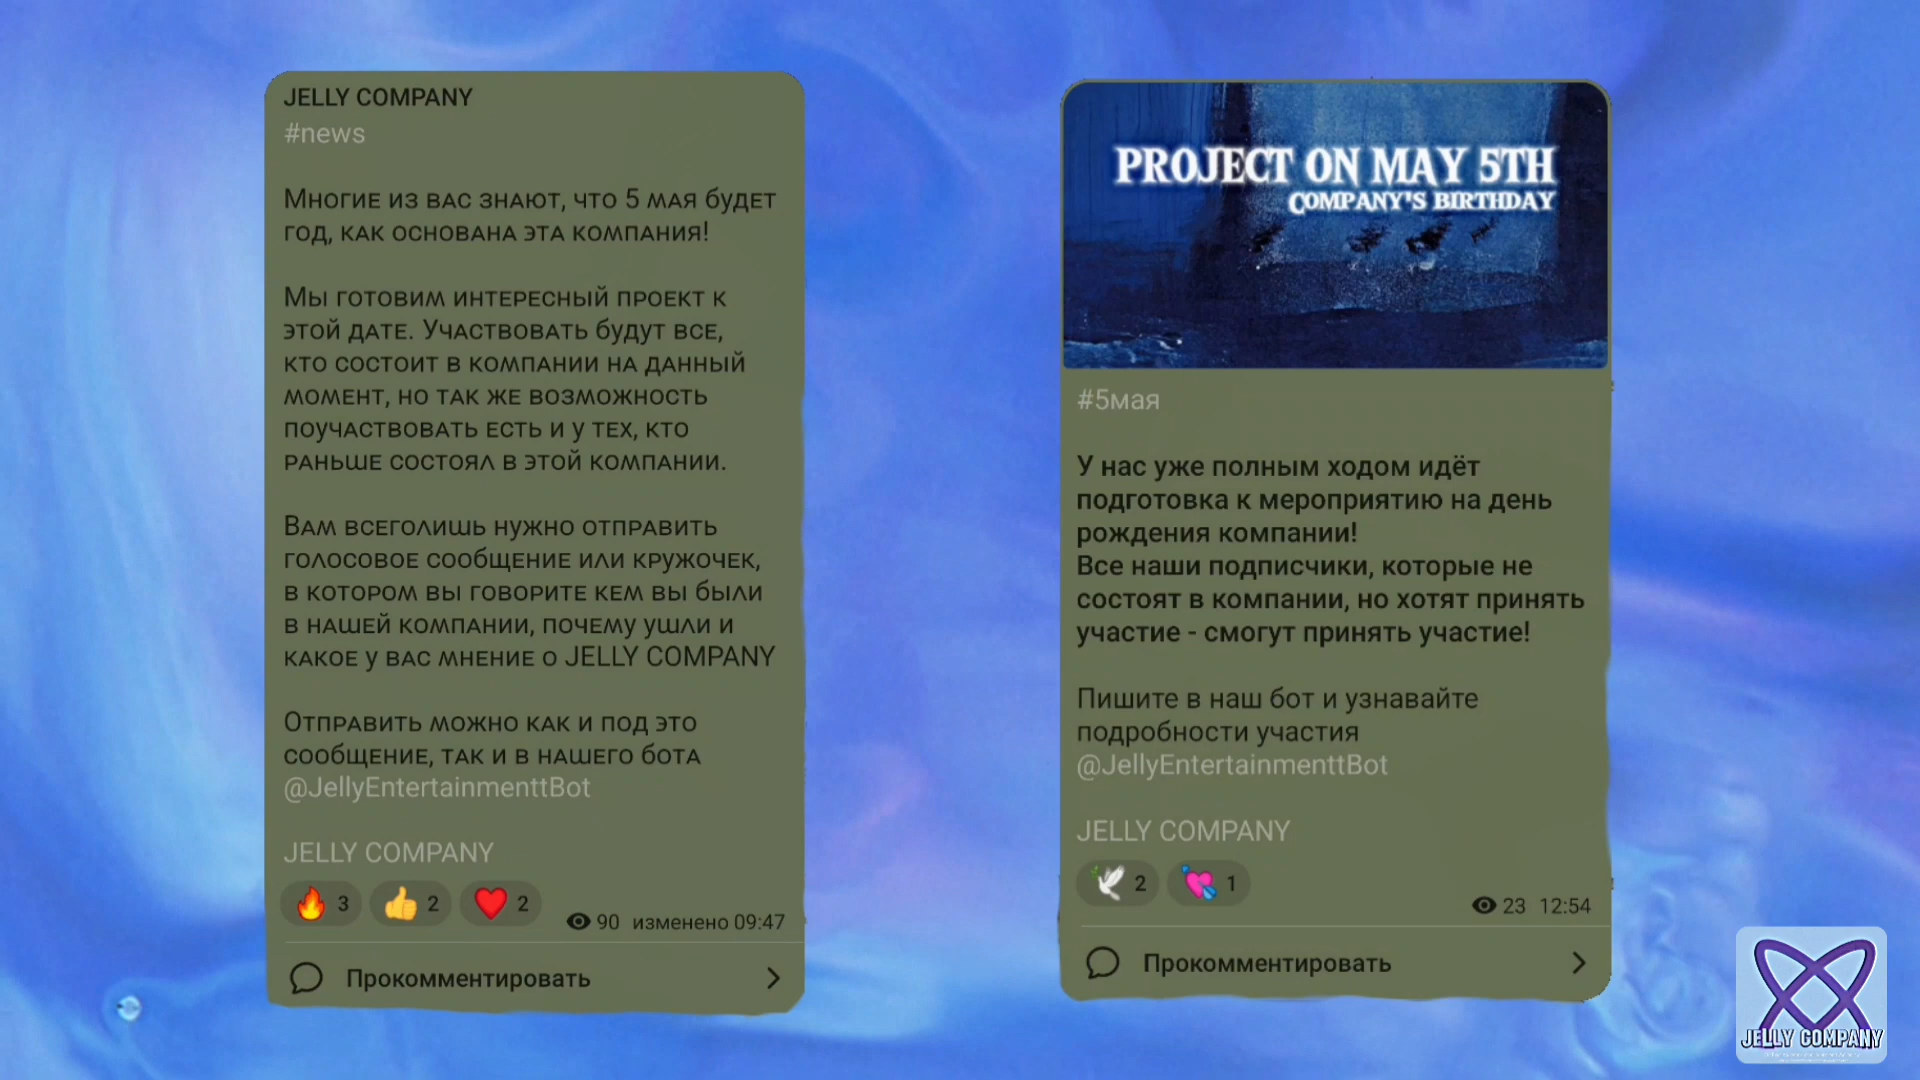 JELLY COMPANY
#news
Многие из вас знают, что 5 мая будет
год, как основана эта компания!
Мы готовим интересный проект к
этой дате. Участвовать будут все,
кто состоит в компании на данный
момент, но так же возможность
поучаствовать есть и у тех, кто
раньше состоял в этой компании.
Вам всеголишь нужно отправить
голосовое сообщение или кружочек,
в котором вы говорите кем вы были
в нашей компании, почему ушли и
какое у вас мнение о JELLY COMPANY
Отправить можно как и под это
сообщение, так и в нашего бота
@JellyEntertainmenttBot
JELLY COMPANY
3 2 2
90 изменено 09:47
Прокомментировать
PROJECT ON MAY 5TH
COMPANY'S BIRTHDAY
#5мая
У нас уже полным ходом идёт
подготовка к мероприятию на день
рождения компании!
Все наши подписчики, которые не
состоят в компании, но хотят принять
участие - смогут принять участие!
Пишите в наш бот и узнавайте
подробности участия
@JellyEntertainmenttBot
JELLY COMPANY
2 1
23 12:54
Прокомментировать
JELLY COMPANY